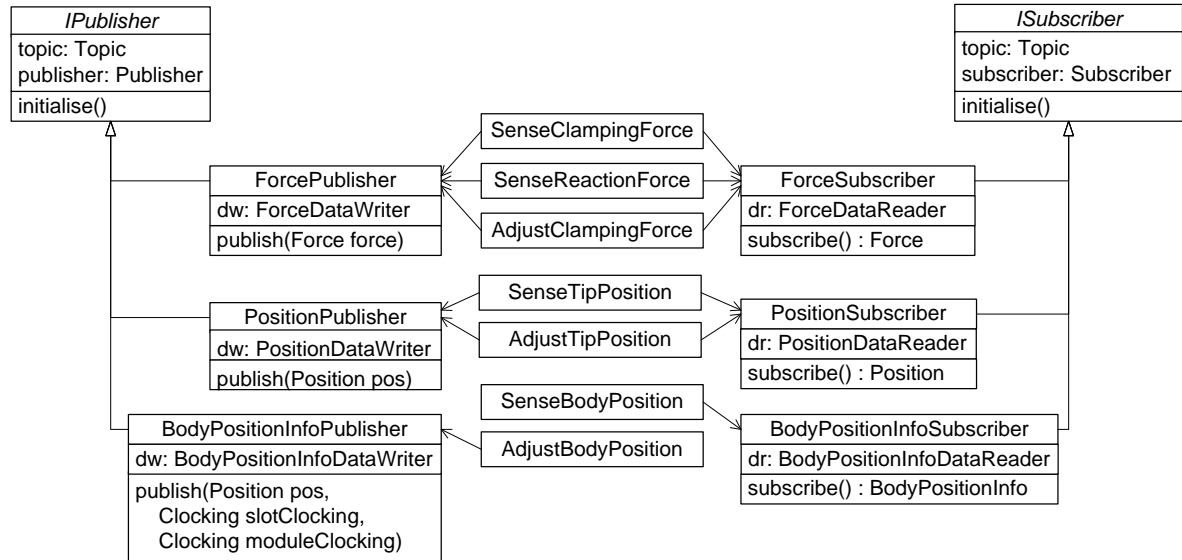 IPublisher
topic: Topic
publisher: Publisher
initialise()
ISubscriber
topic: Topic
subscriber: Subscriber
initialise()
SenseClampingForce
SenseReactionForce
AdjustClampingForce
ForcePublisher
dw: ForceDataWriter
publish(Force force)
ForceSubscriber
dr: ForceDataReader
subscribe() : Force
SenseTipPosition
AdjustTipPosition
PositionPublisher
dw: PositionDataWriter
publish(Position pos)
PositionSubscriber
dr: PositionDataReader
subscribe() : Position
SenseBodyPosition
AdjustBodyPosition
BodyPositionInfoPublisher
dw: BodyPositionInfoDataWriter
publish(Position pos,
Clocking slotClocking,
Clocking moduleClocking)
BodyPositionInfoSubscriber
dr: BodyPositionInfoDataReader
subscribe() : BodyPositionInfo